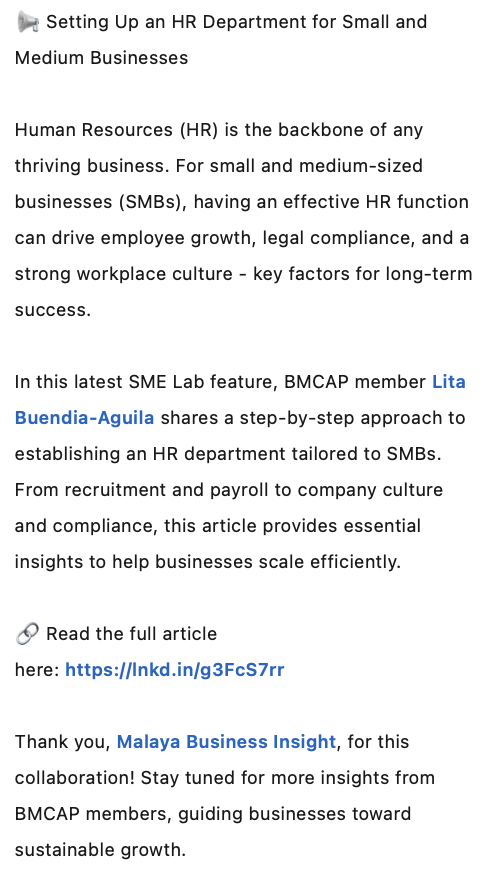 📢 Setting Up an HR Department for Small and
Medium Businesses
Human Resources (HR) is the backbone of any
thriving business. For small and medium-sized
businesses (SMBs), having an effective HR function
can drive employee growth, legal compliance, and a
strong workplace culture - key factors for long-term
success.
In this latest SME Lab feature, BMCAP member Lita
Buendia-Aguila shares a step-by-step approach to
establishing an HR department tailored to SMBs.
From recruitment and payroll to company culture
and compliance, this article provides essential
insights to help businesses scale efficiently.
🔗 Read the full article
here: https://lnkd.in/g3FcS7rr
Thank you, Malaya Business Insight, for this
collaboration! Stay tuned for more insights from
BMCAP members, guiding businesses toward
sustainable growth.